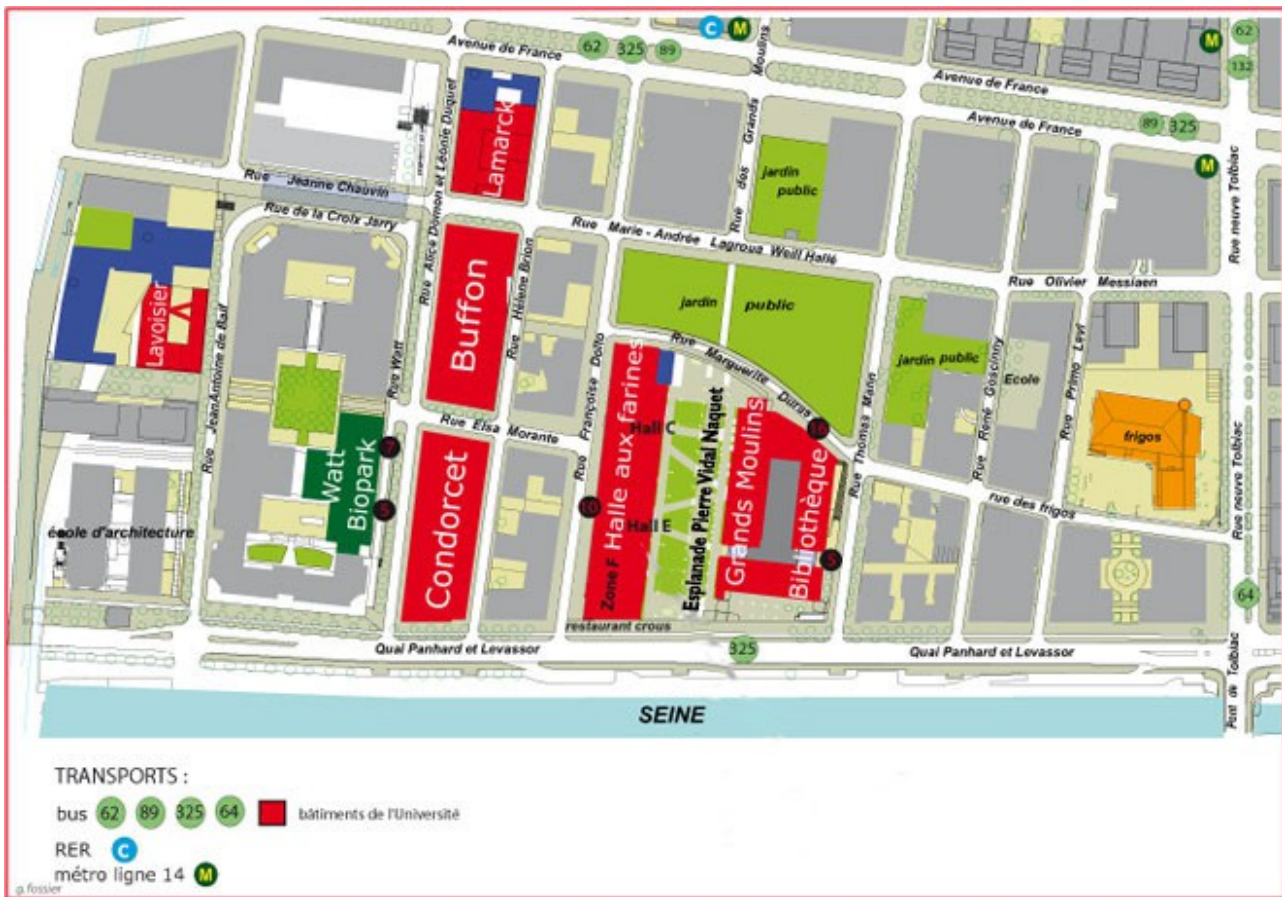 Avenue de France
62
325
89
C
M
Moulins
M
62
132
Avenue de France
Avenue de France
89
325
M
Rue neuve Tolbiac
Lamarck
Rue Alice Domon et Léonie Duquet
Rue Jeanne Chauvin
Rue de la Croix Jarry
Rue des Grands
jardin
public
Rue Marie - Andrée Lagroua Weill Hallé
Rue Olivier Messiaen
Lavoisier
Rue JeanAntoine de Baïf
Rue Watt
Buffon
Rue Hélène Brion
jardin
public
Rue Françoise Dolto
Rue Marguerite Duras
Rue Thomas Mann
jardin public
Rue René Goscinny
Ecole
Rue Primo Levi
frigos
Rue neuve Tolbiac
Rue Elsa Morante
Halle aux farines
Hall C
Hall E
Zone F
Esplanade Pierre Vidal Naquet
Grands Moulins
Bibliothèque
16
7
5
10
5
Watt
Biopark
Condorcet
école d'architecture
rue des frigos
64
restaurant crous
Quai Panhard et Levassor
325
Quai Panhard et Levassor
Pont de Tolbiac
SEINE
TRANSPORTS :
bus 62 89 325 64 bâtiments de l'Université
RER C
métro ligne 14 M
g.fossier